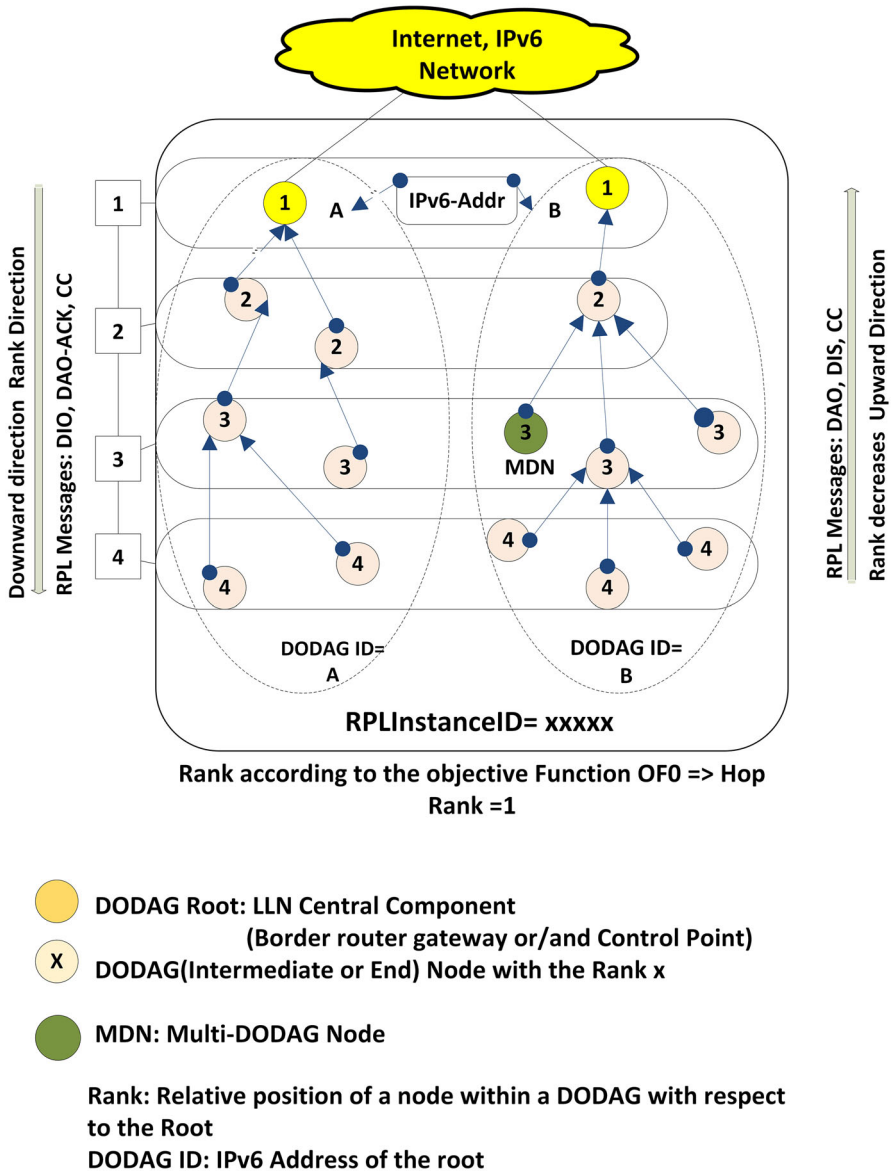 Internet, IPv6
Network
1
2
3
4
Downward direction  Rank Direction
RPL Messages: DIO, DAO-ACK, CC
1
A
IPv6-Addr
B
1
2
2
2
3
3
3
MDN
3
3
4
4
4
4
4
DODAG ID=
A
DODAG ID=
B
RPLInstanceID= xxxxx
RPL Messages: DAO, DIS, CC
Rank decreases  Upward Direction
Rank according to the objective Function OF0 => Hop
Rank =1
DODAG Root: LLN Central Component
(Border router gateway or/and Control Point)
X
DODAG(Intermediate or End) Node with the Rank x
MDN: Multi-DODAG Node
Rank: Relative position of a node within a DODAG with respect
to the Root
DODAG ID: IPv6 Address of the root